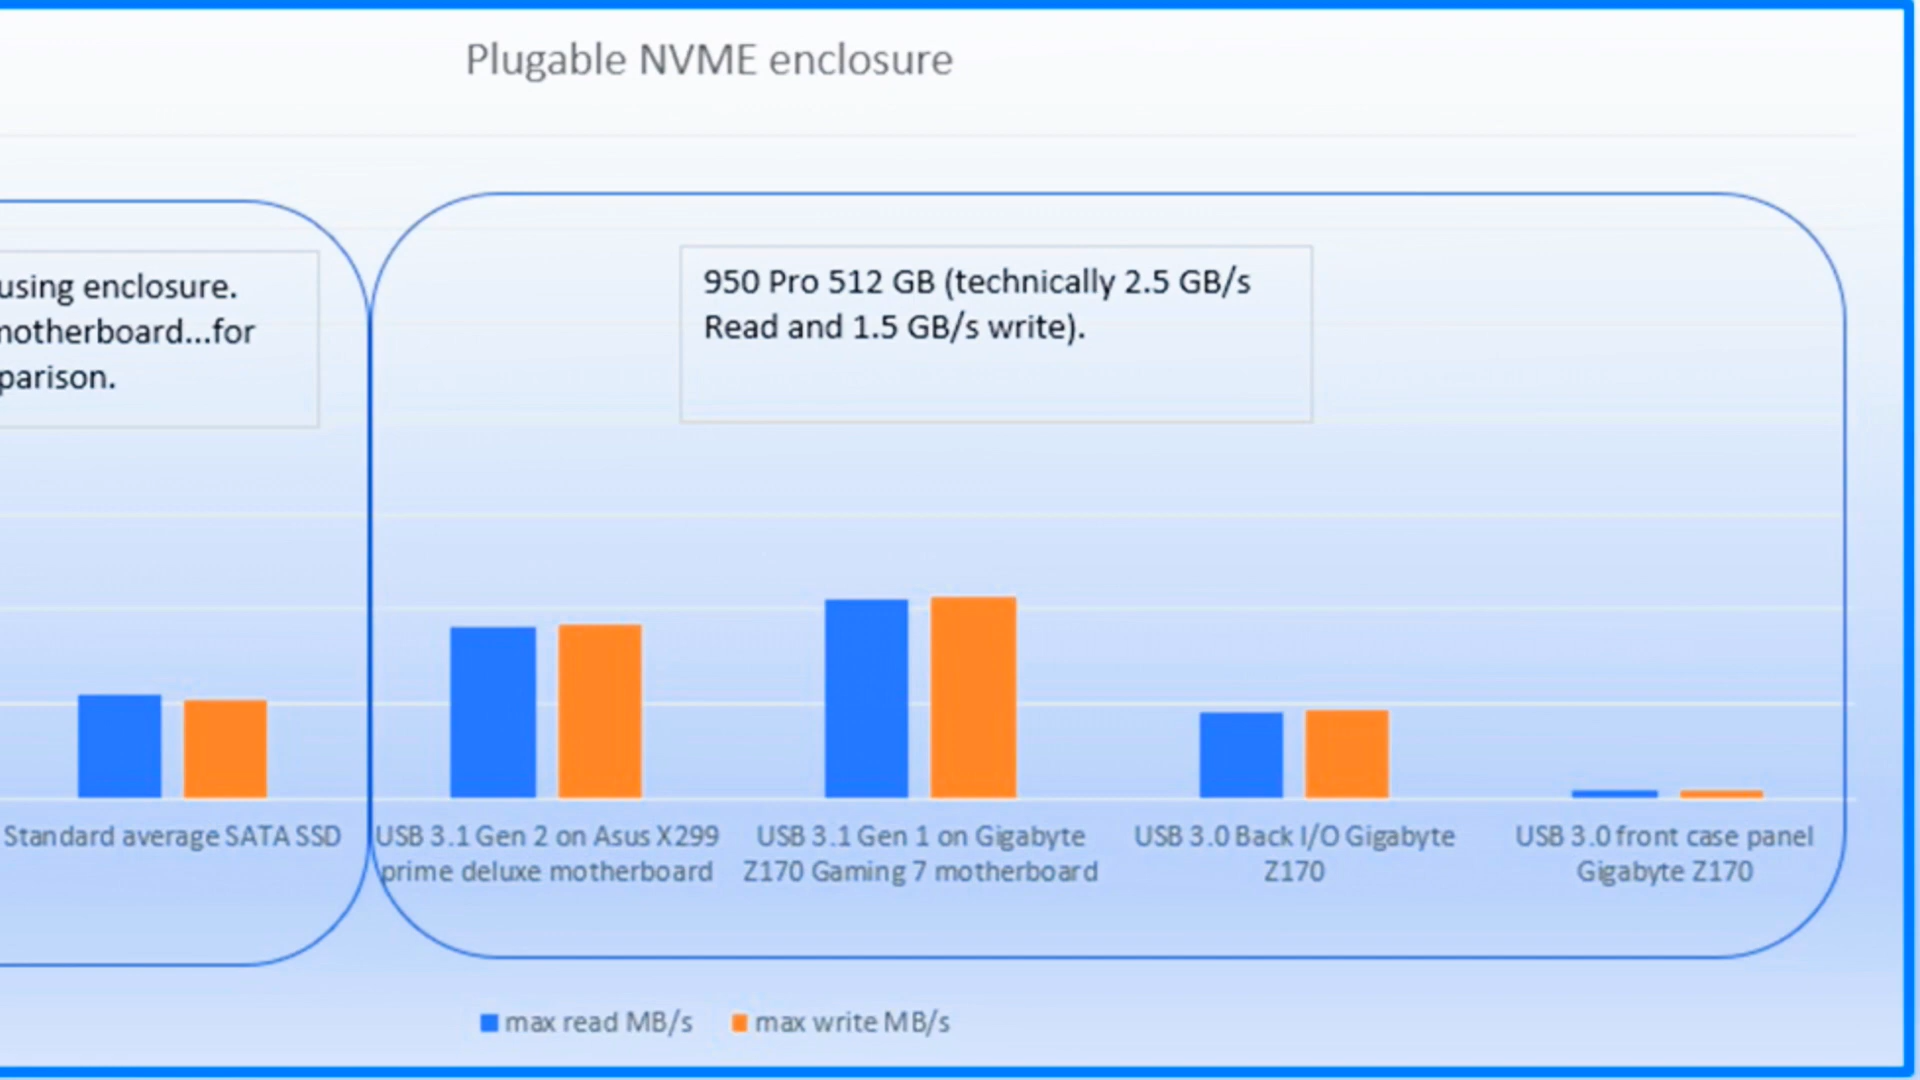 Plugable NVME enclosure
using enclosure.
motherboard...for
parison.
950 Pro 512 GB (technically 2.5 GB/s
Read and 1.5 GB/s write).
Standard average SATA SSD
USB 3.1 Gen 2 on Asus X299
prime deluxe motherboard
USB 3.1 Gen 1 on Gigabyte
Z170 Gaming 7 motherboard
USB 3.0 Back I/O Gigabyte
Z170
USB 3.0 front case panel
Gigabyte Z170
max read MB/s
max write MB/s